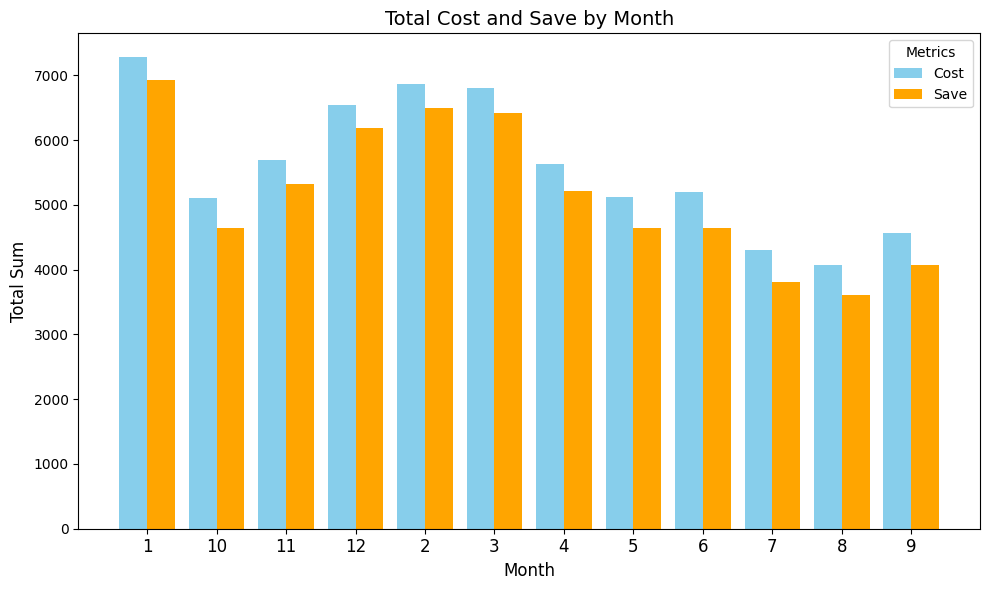 Total Cost and Save by Month
Metrics
Cost
Save
Total Sum
7000
6000
5000
4000
3000
2000
1000
0
1 10 11 12 2 3 4 5 6 7 8 9
Month